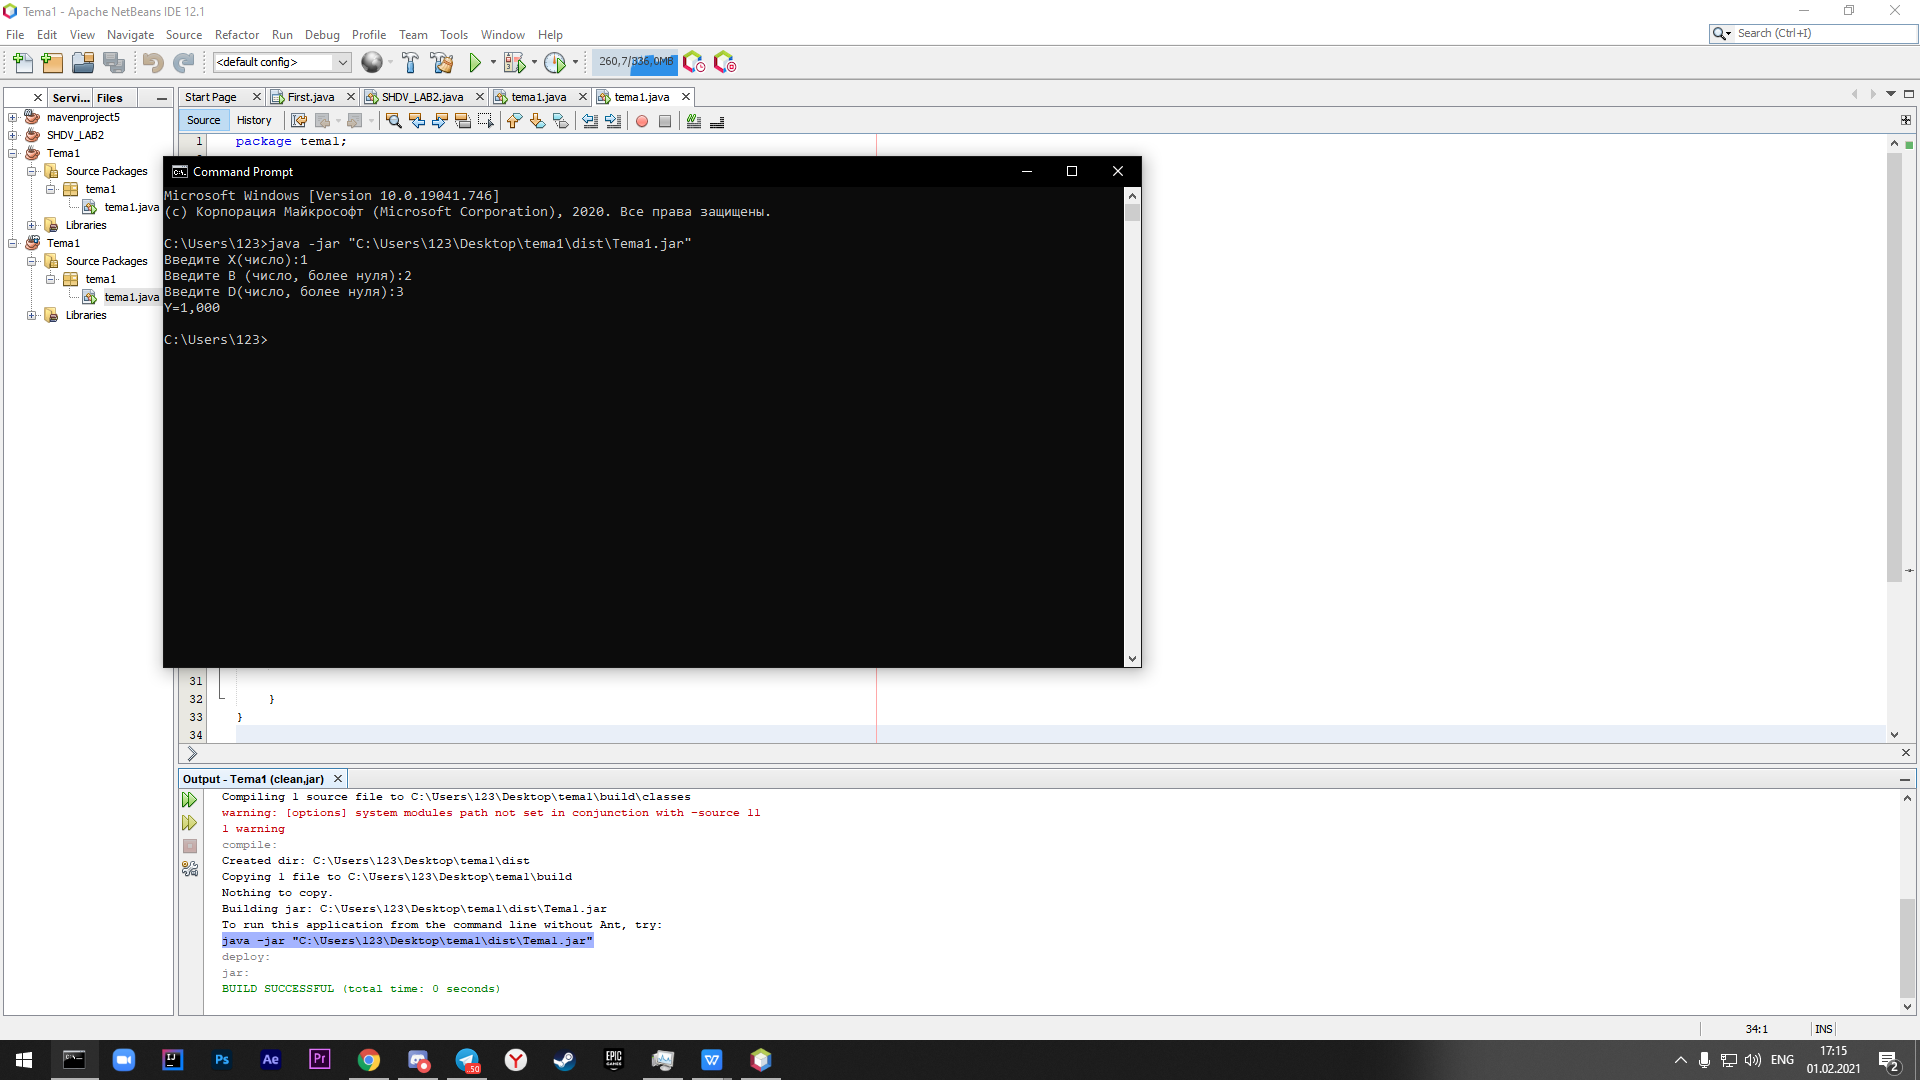 Tema1 - Apache NetBeans IDE 12.1
File Edit View Navigate Source Refactor Run Debug Profile Team Tools Window Help
Search (Ctrl+I)
<default config>
260,7/336,0MB
Servi... Files
Start Page First.java SHDV_LAB2.java tema1.java tema1.java
Source History
mavenproject5
SHDV_LAB2
Tema1
Source Packages
tema1
tema1.java
Libraries
Tema1
Source Packages
tema1
tema1.java
Libraries
1 package tema1;
Command Prompt
Microsoft Windows [Version 10.0.19041.746]
(c) Корпорация Майкрософт (Microsoft Corporation), 2020. Все права защищены.
C:\Users\123>java -jar "C:\Users\123\Desktop\tema1\dist\Tema1.jar"
Введите X(число):1
Введите B (число, более нуля):2
Введите D(число, более нуля):3
Y=1,000
C:\Users\123>
31
32 }
33 }
34
Output - Tema1 (clean,jar)
Compiling 1 source file to C:\Users\123\Desktop\tema1\build\classes
warning: [options] system modules path not set in conjunction with -source 11
1 warning
compile:
Created dir: C:\Users\123\Desktop\tema1\dist
Copying 1 file to C:\Users\123\Desktop\tema1\build
Nothing to copy.
Building jar: C:\Users\123\Desktop\tema1\dist\Tema1.jar
To run this application from the command line without Ant, try:
java -jar "C:\Users\123\Desktop\tema1\dist\Tema1.jar"
deploy:
jar:
BUILD SUCCESSFUL (total time: 0 seconds)
34:1 INS
IJ Ps Ae Pr 50 Y EPIC GAMES W
ENG
17:15
01.02.2021
2